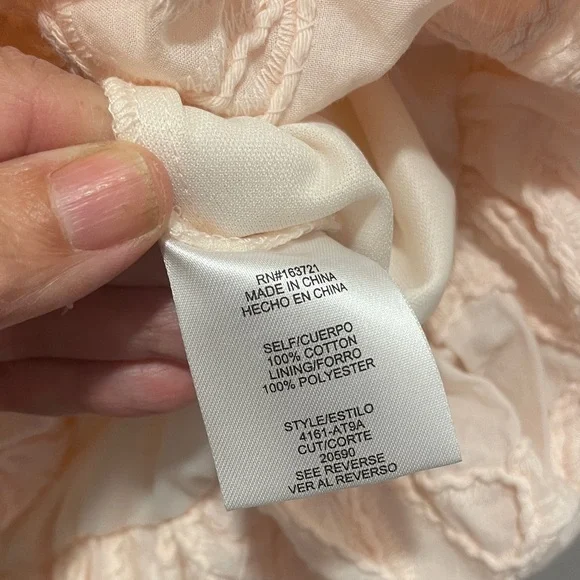 RN#163721
MADE IN CHINA
HECHO EN CHINA
SELF/CUERPO
100% COTTON
LINING/FORRO
100% POLYESTER
STYLE/ESTILO
4161-AT9A
CUT/CORTE
20590
SEE REVERSE
VER AL REVERSO